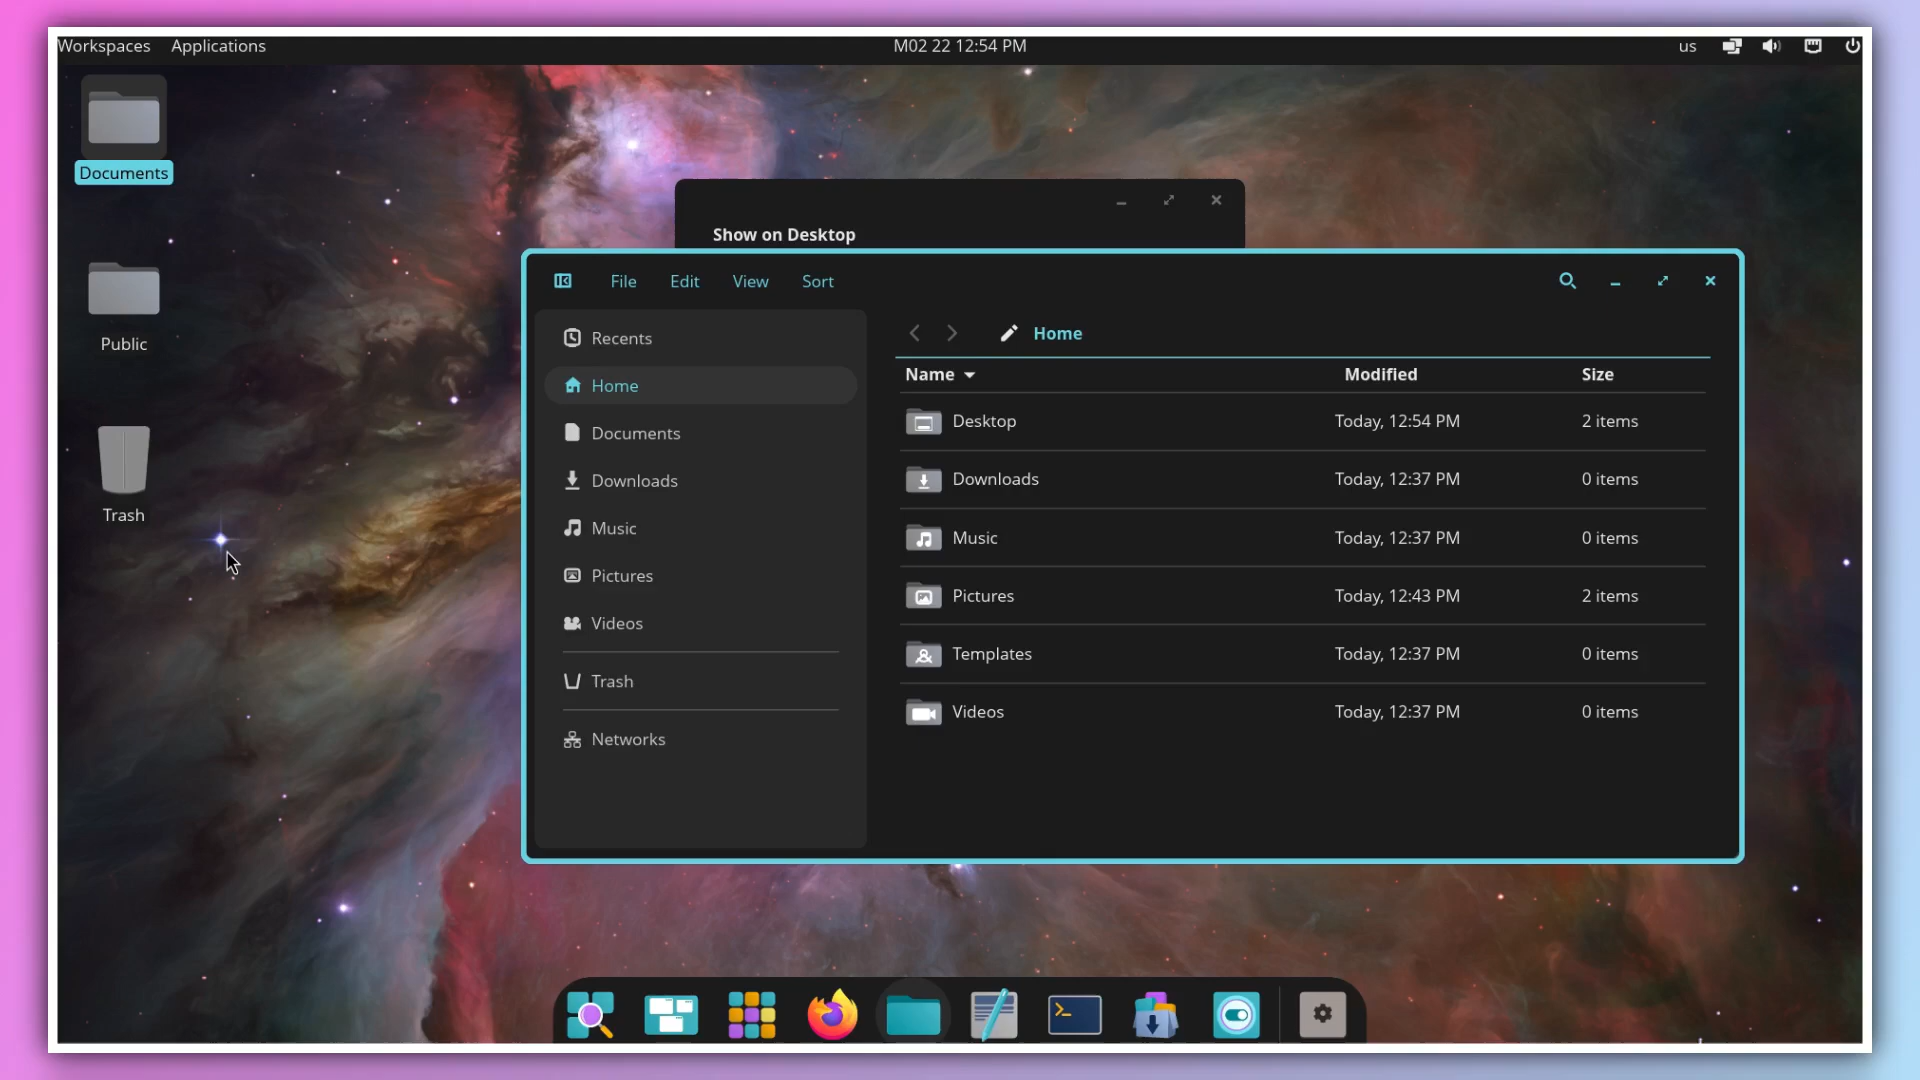 Workspaces Applications M02 22 12:54 PM us
Documents
Public
Trash
Show on Desktop
File Edit View Sort
Recents
Home
Documents
Downloads
Music
Pictures
Videos
Trash
Networks
Home
Name Modified Size
Desktop Today, 12:54 PM 2 items
Downloads Today, 12:37 PM 0 items
Music Today, 12:37 PM 0 items
Pictures Today, 12:43 PM 2 items
Templates Today, 12:37 PM 0 items
Videos Today, 12:37 PM 0 items